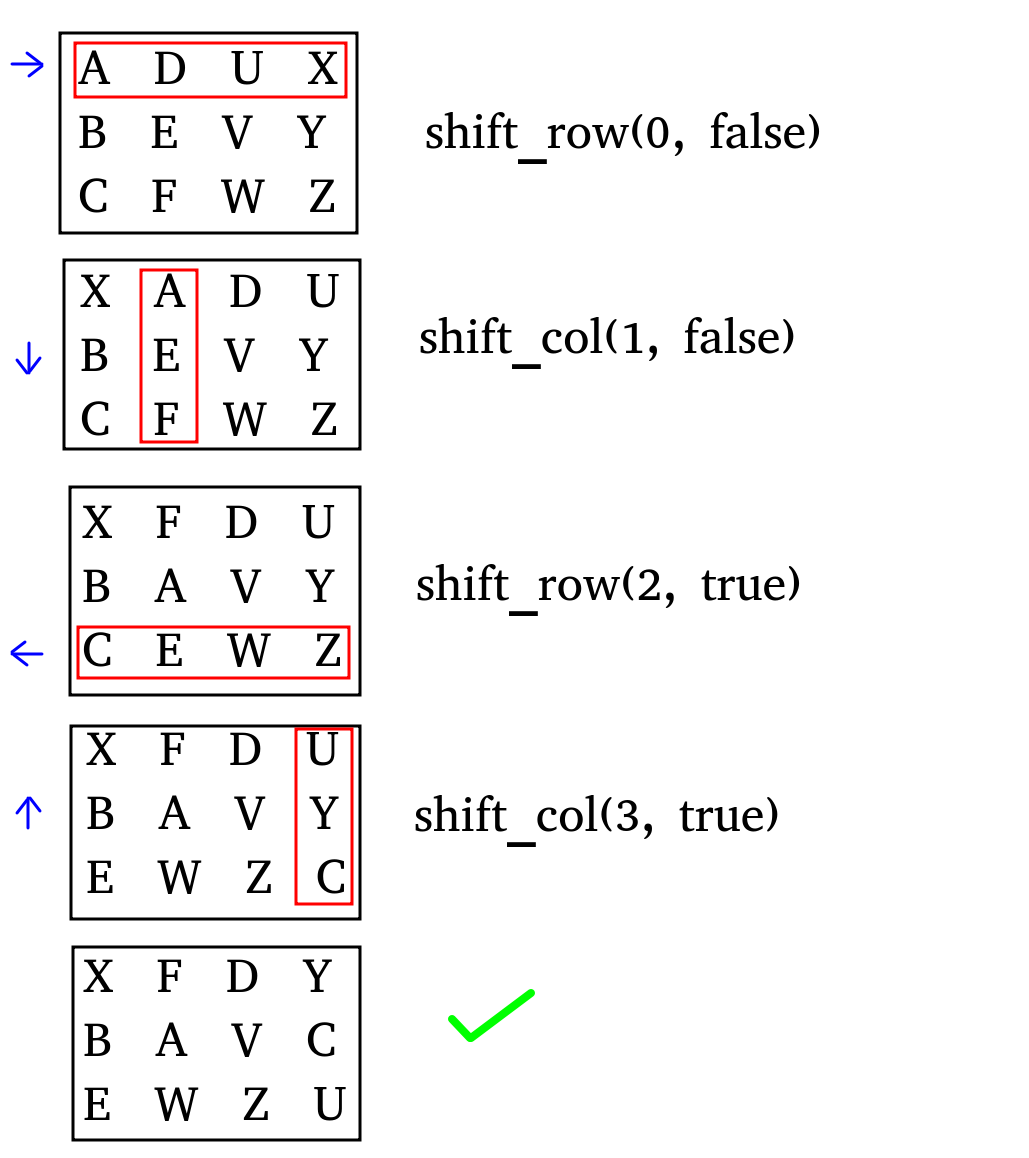 A D U X
B E V Y
C F W Z
shift_row(0, false)
X A D U
B E V Y
C F W Z
shift_col(1, false)
X F D U
B A V Y
C E W Z
shift_row(2, true)
X F D U
B A V Y
E W Z C
shift_col(3, true)
X F D Y
B A V C
E W Z U